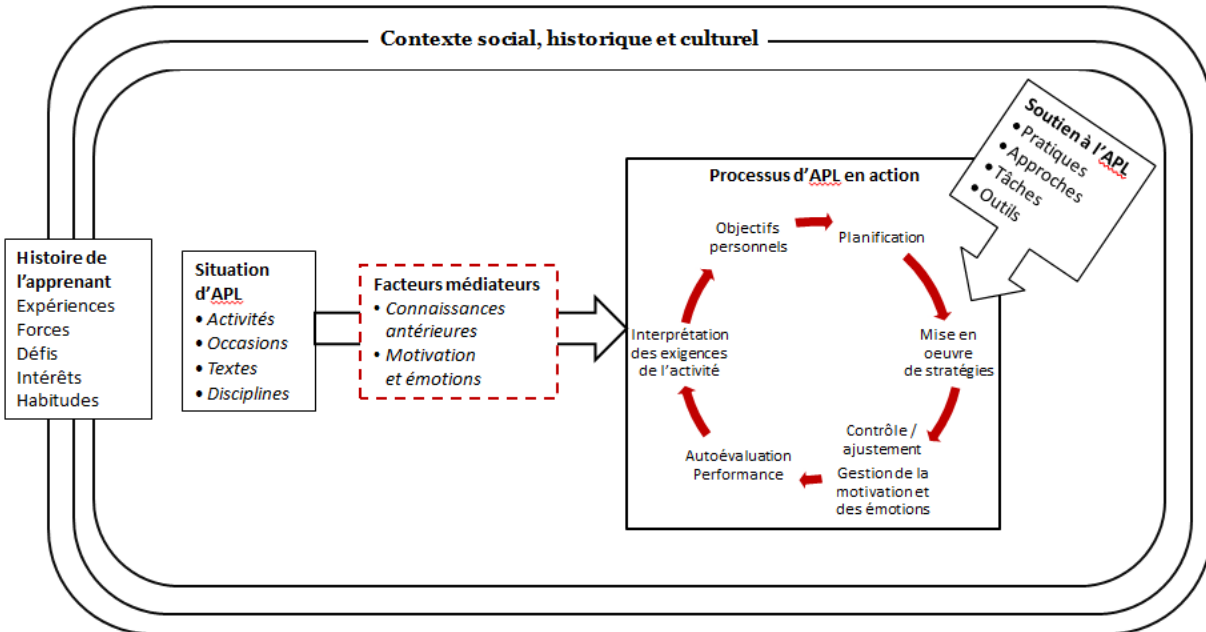 Contexte social, historique et culturel
Soutien à l'APL
• Pratiques
• Approches
• Tâches
• Outils
Histoire de
l'apprenant
Expériences
Forces
Défis
Intérêts
Habitudes
Situation
d'APL
• Activités
• Occasions
• Textes
• Disciplines
Facteurs médiateurs
• Connaissances
antérieures
• Motivation
et émotions
Processus d'APL en action
Objectifs
personnels
Planification
Mise en
oeuvre
de stratégies
Contrôle /
ajustement
Gestion de la
motivation et
des émotions
Autoévaluation
Performance
Interprétation
des exigences
de l'activité